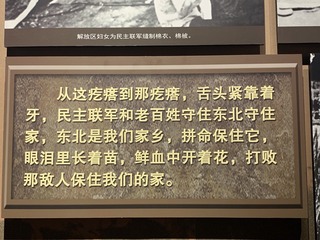 解放区妇女为民主联军缝制棉衣、棉被。
从这疙瘩到那疙瘩，舌头紧靠着
牙，民主联军和老百姓守住东北守住
家，东北是我们家乡，拼命保住它，
眼泪里长着苗，鲜血中开着花，打败
那敌人保住我们的家。